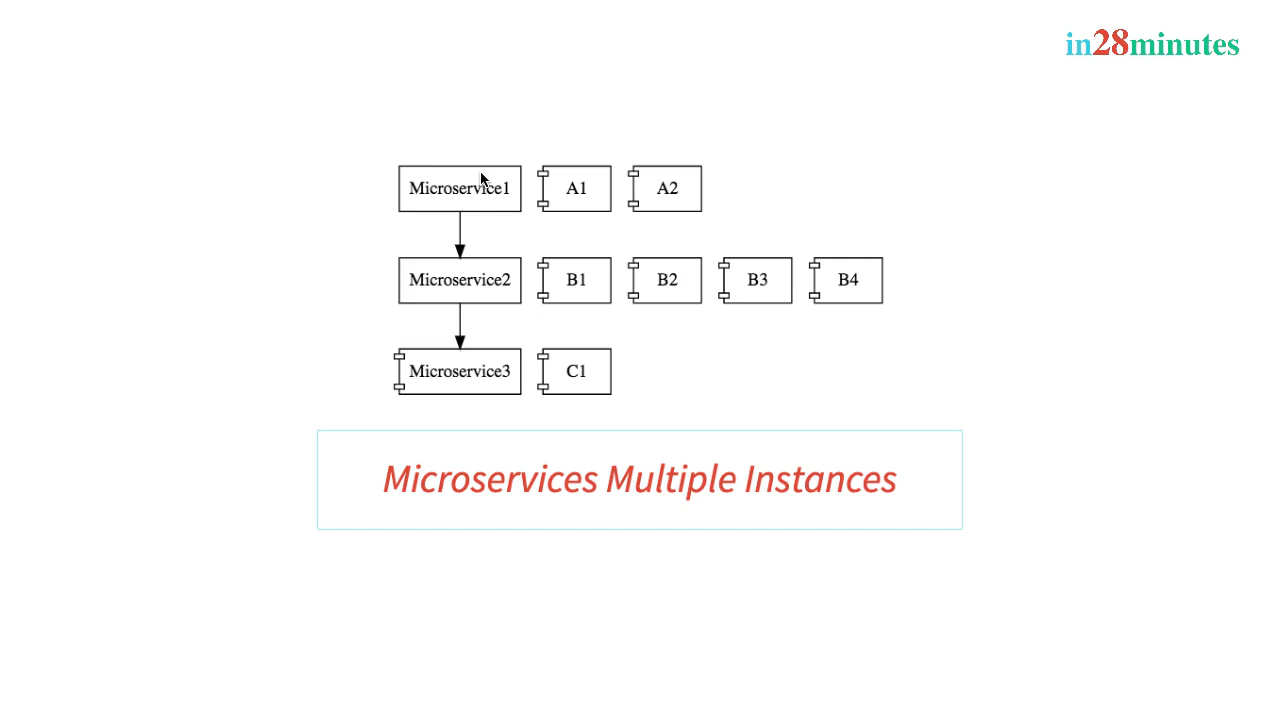 in28minutes
Microservice1 A1 A2
Microservice2 B1 B2 B3 B4
Microservice3 C1
Microservices Multiple Instances